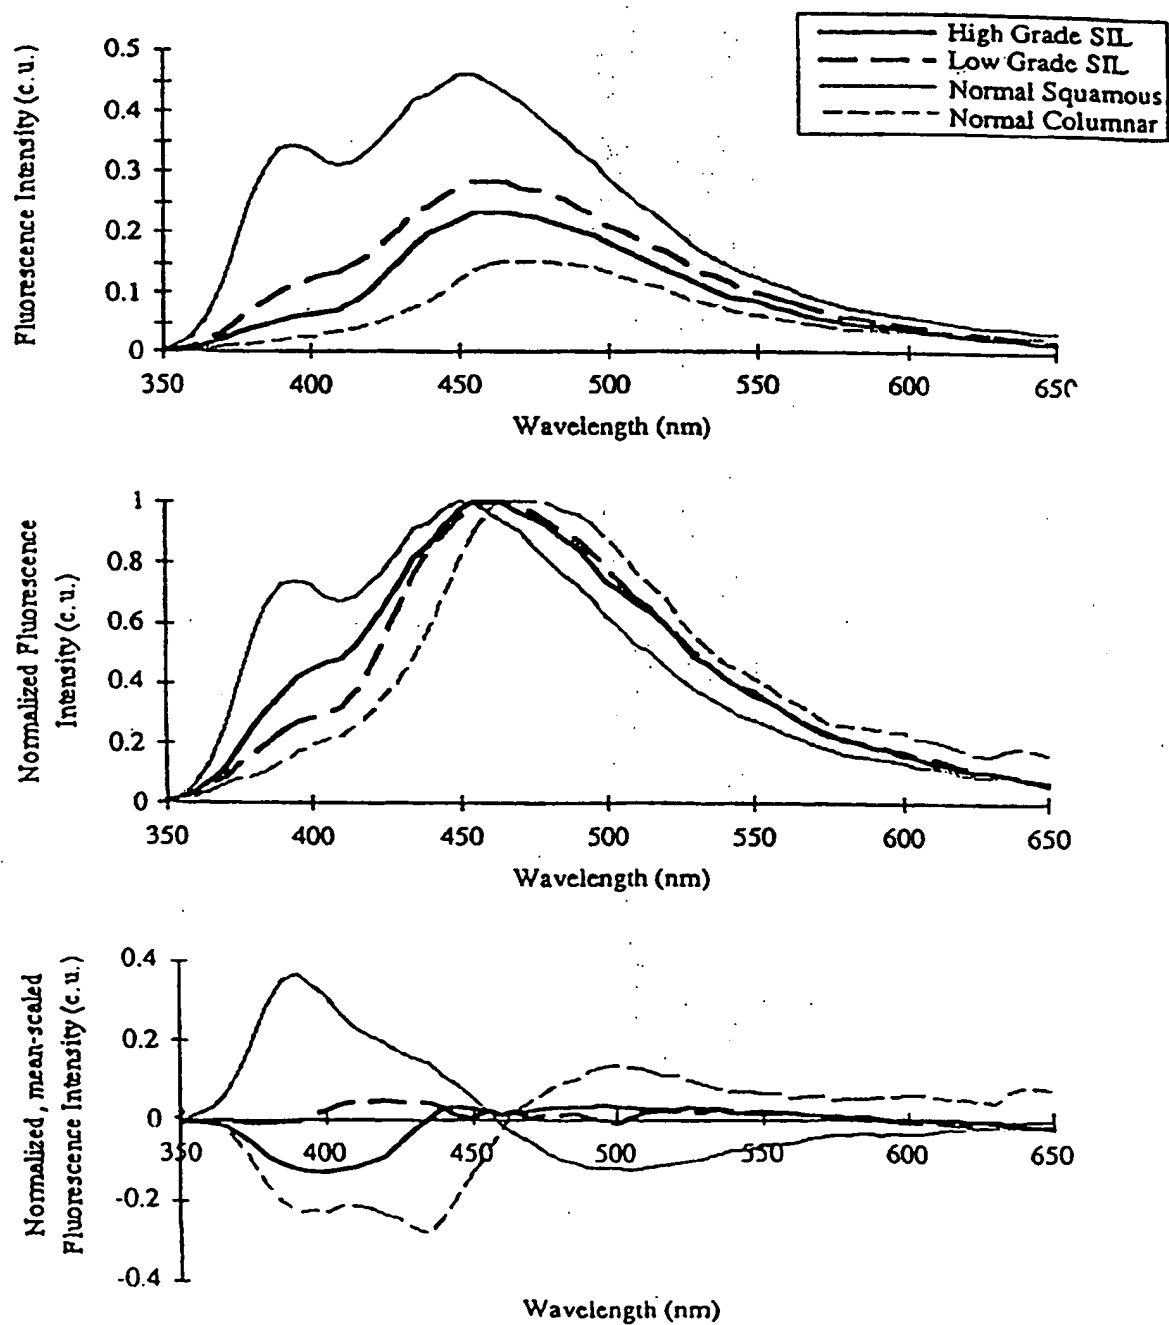 High Grade SIL
Low Grade SIL
Normal Squamous
Normal Columnar
Fluorescence Intensity (c.u.)
0.5
0.4
0.3
0.2
0.1
0
350 400 450 500 550 600 650
Wavelength (nm)
Normalized Fluorescence
Intensity (c.u.)
1
0.8
0.6
0.4
0.2
0
350 400 450 500 550 600 650
Wavelength (nm)
Normalized, mean-scaled
Fluorescence Intensity (c.u.)
0.4
0.2
0
-0.2
-0.4
350 400 450 500 550 600 650
Wavelength (nm)